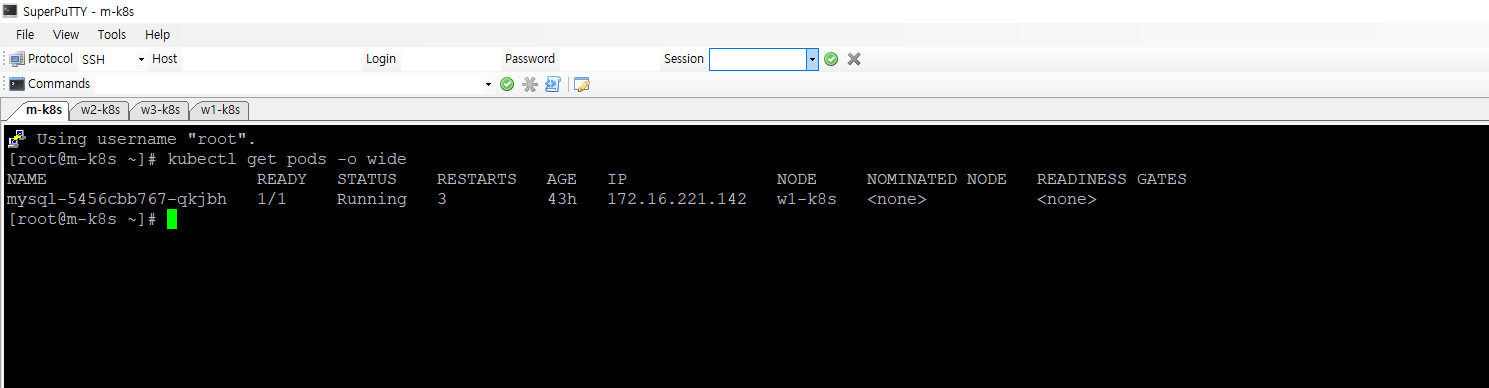 SuperPuTTY - m-k8s
File View Tools Help
Protocol SSH Host Login Password Session
Commands
m-k8s w2-k8s w3-k8s w1-k8s
Using username "root".
[root@m-k8s ~]# kubectl get pods -o wide
NAME READY STATUS RESTARTS AGE IP NODE NOMINATED NODE READINESS GATES
mysql-5456cbb767-qkjbh 1/1 Running 3 43h 172.16.221.142 w1-k8s <none> <none>
[root@m-k8s ~]#